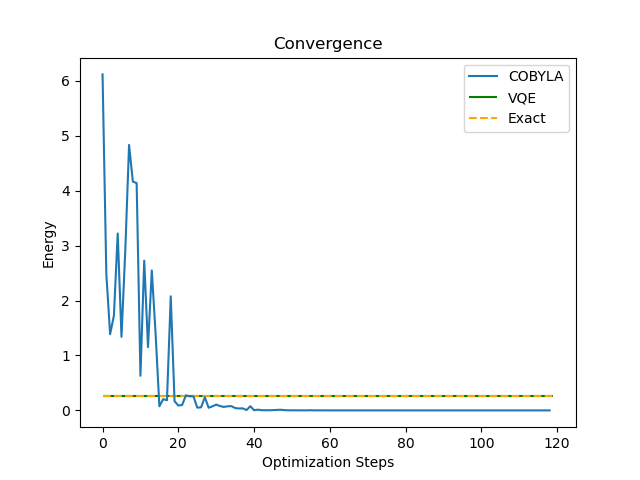 Convergence
COBYLA
VQE
Exact
Energy
6
5
4
3
2
1
0
0 20 40 60 80 100 120
Optimization Steps